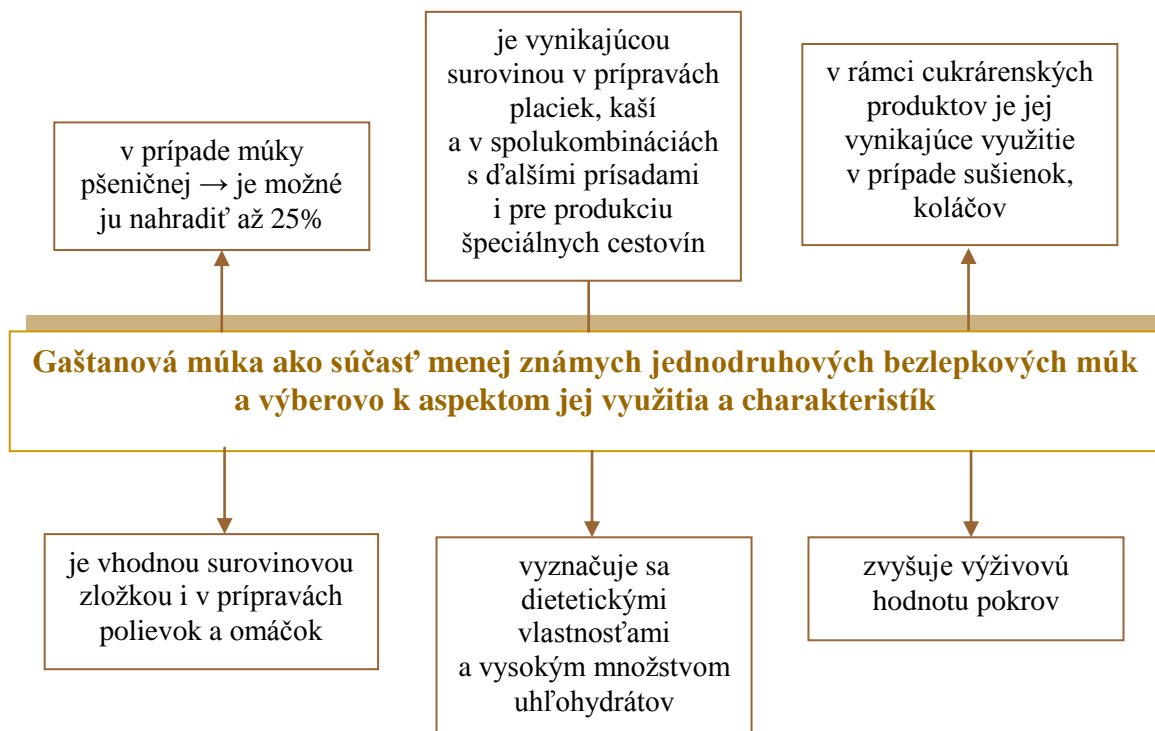 v prípade múky
pšeničnej → je možné
ju nahradiť až 25%
je vynikajúcou
surovinou v prípravách
placiek, kaší
a v spolukombináciách
s ďalšími prísadami
i pre produkciu
špeciálnych cestovín
v rámci cukrárenských
produktov je jej
vynikajúce využitie
v prípade sušienok,
koláčov
Gaštanová múka ako súčasť menej známych jednodruhových bezlepkových múk
a výberovo k aspektom jej využitia a charakteristík
je vhodnou surovinovou
zložkou i v prípravách
polievok a omáčok
vyznačuje sa
dietetickými
vlastnosťami
a vysokým množstvom
uhľohydrátov
zvyšuje výživovú
hodnotu pokrov